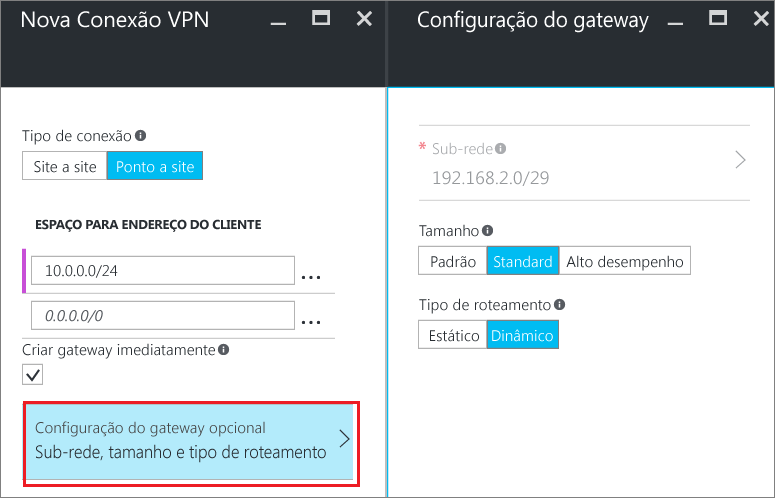 Nova Conexão VPN
Tipo de conexão
Site a site
Ponto a site
ESPAÇO PARA ENDEREÇO DO CLIENTE
10.0.0.0/24
...
0.0.0.0/0
...
Criar gateway imediatamente
Configuração do gateway opcional
Sub-rede, tamanho e tipo de roteamento
Configuração do gateway
* Sub-rede
192.168.2.0/29
Tamanho
Padrão
Standard
Alto desempenho
Tipo de roteamento
Estático
Dinâmico